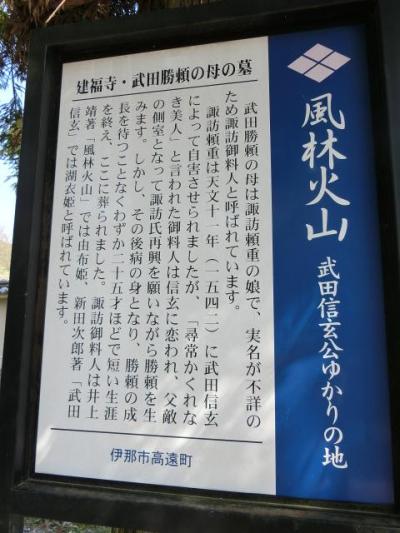 風林火山
武田信玄公ゆかりの地
建福寺・武田勝頼の母の墓
武田勝頼の母は諏訪頼重の娘で、実名が不詳の
ため諏訪御料人と呼ばれています。
諏訪頼重は天文十一年（一五四二）に武田信玄
によって自害させられましたが、「尋常かくれな
き美人」と言われた御料人は信玄に恋われ、父敵
の側室となって諏訪氏再興を願いながら勝頼を生
みます。しかし、その後病の身となり、勝頼の成
長を待つことなくわずか二十五才ほどで短い生涯
を終え、ここに葬られました。諏訪御料人は井上
靖著「風林火山」では由布姫、新田次郎著「武田
信玄」では湖衣姫と呼ばれています。
伊那市高遠町